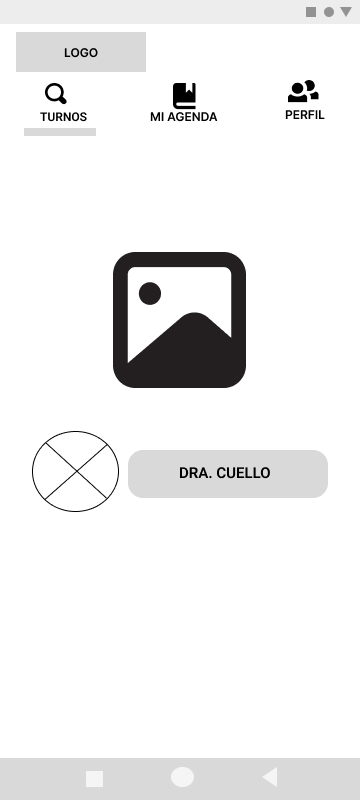 LOGO
TURNOS
MI AGENDA
PERFIL
DRA. CUELLO